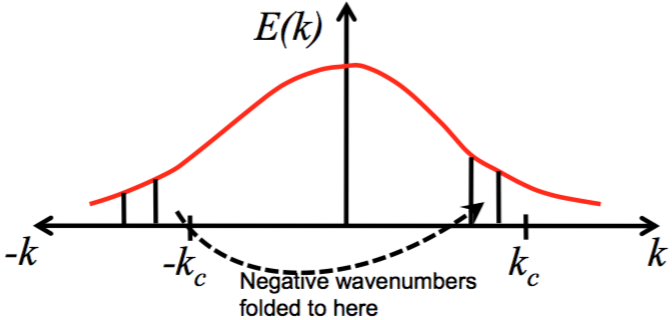 E(k)
-k
-k_c
k_c
k
Negative wavenumbers
folded to here